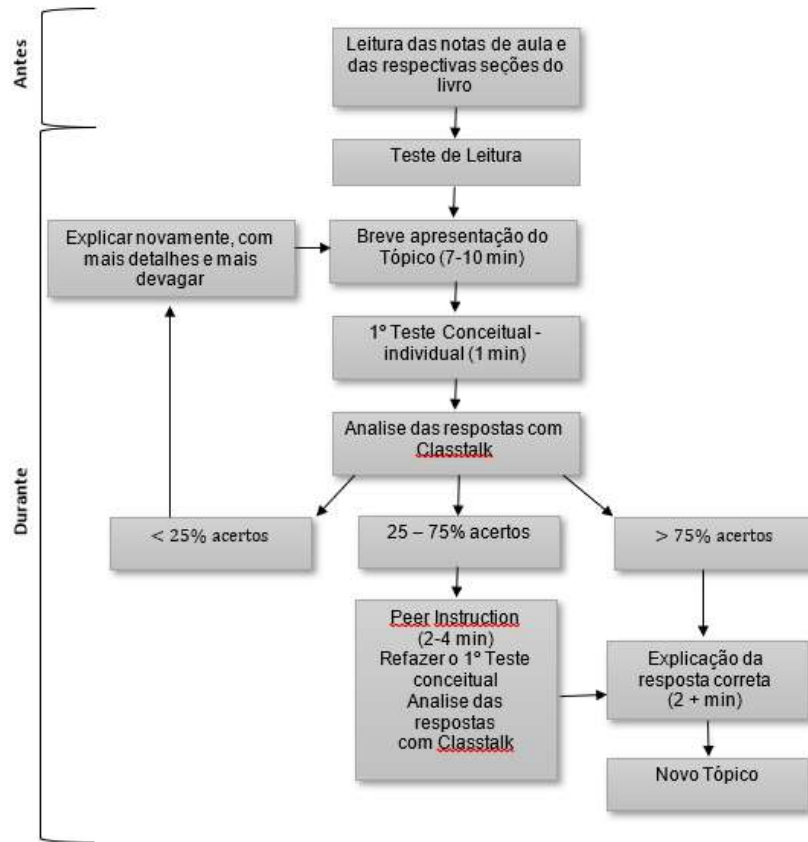 Antes
Leitura das notas de aula e
das respectivas seções do
livro
Durante
Teste de Leitura
Explicar novamente, com
mais detalhes e mais
devagar
Breve apresentação do
Tópico (7-10 min)
1º Teste Conceitual -
individual (1 min)
Analise das respostas com
Classtalk
< 25% acertos
25 – 75% acertos
> 75% acertos
Peer Instruction
(2-4 min)
Refazer o 1º Teste
conceitual
Analise das
respostas
com Classtalk
Explicação da
resposta correta
(2 + min)
Novo Tópico